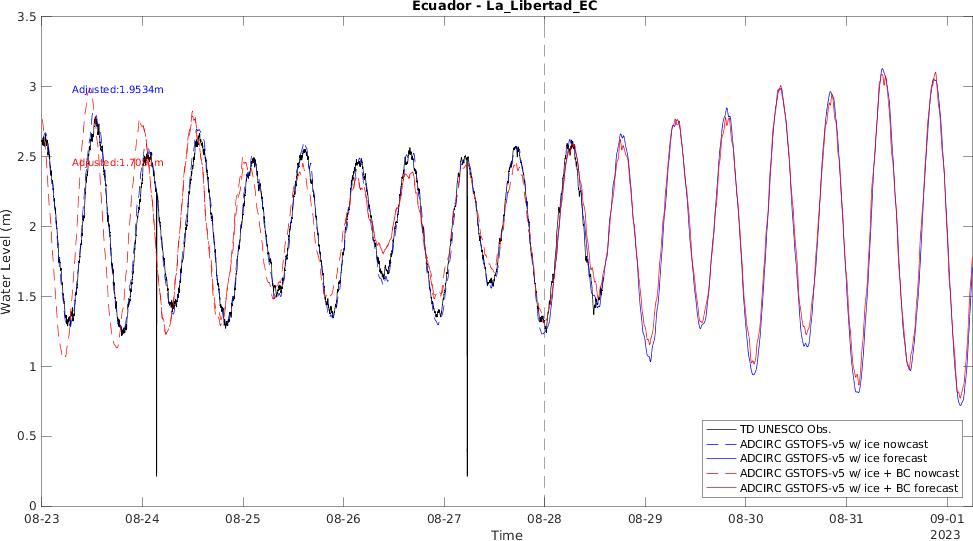 Ecuador - La_Libertad_EC
3.5
3
2.5
2
1.5
1
0.5
0
Water Level (m)
Adjusted:1.9534m
TD UNESCO Obs.
ADCIRC GSTOFS-v5 w/ ice nowcast
ADCIRC GSTOFS-v5 w/ ice forecast
ADCIRC GSTOFS-v5 w/ ice + BC nowcast
ADCIRC GSTOFS-v5 w/ ice + BC forecast
08-23 08-24 08-25 08-26 08-27 08-28 08-29 08-30 08-31 09-01
2023
Time